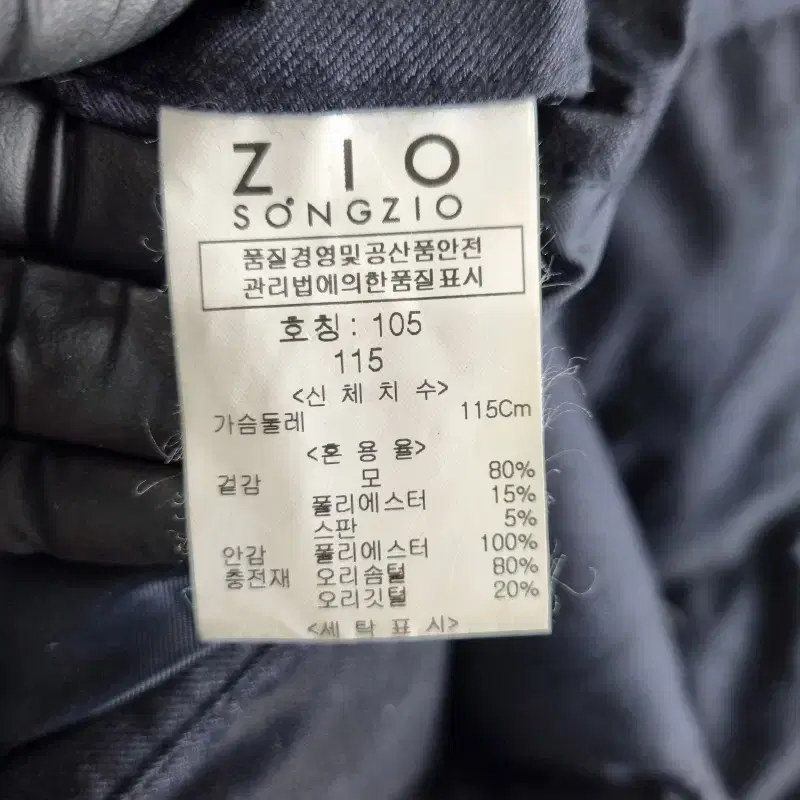 ZIO
SONGZIO
품질경영및공산품안전
관리법에의한품질표시
호칭 : 105
115
<신 체 치 수>
가슴둘레 115Cm
<혼 용 율>
겉감 모 80%
폴리에스터 15%
스판 5%
안감 폴리에스터 100%
충전재 오리솜털 80%
오리깃털 20%
<세 탁 표 시>